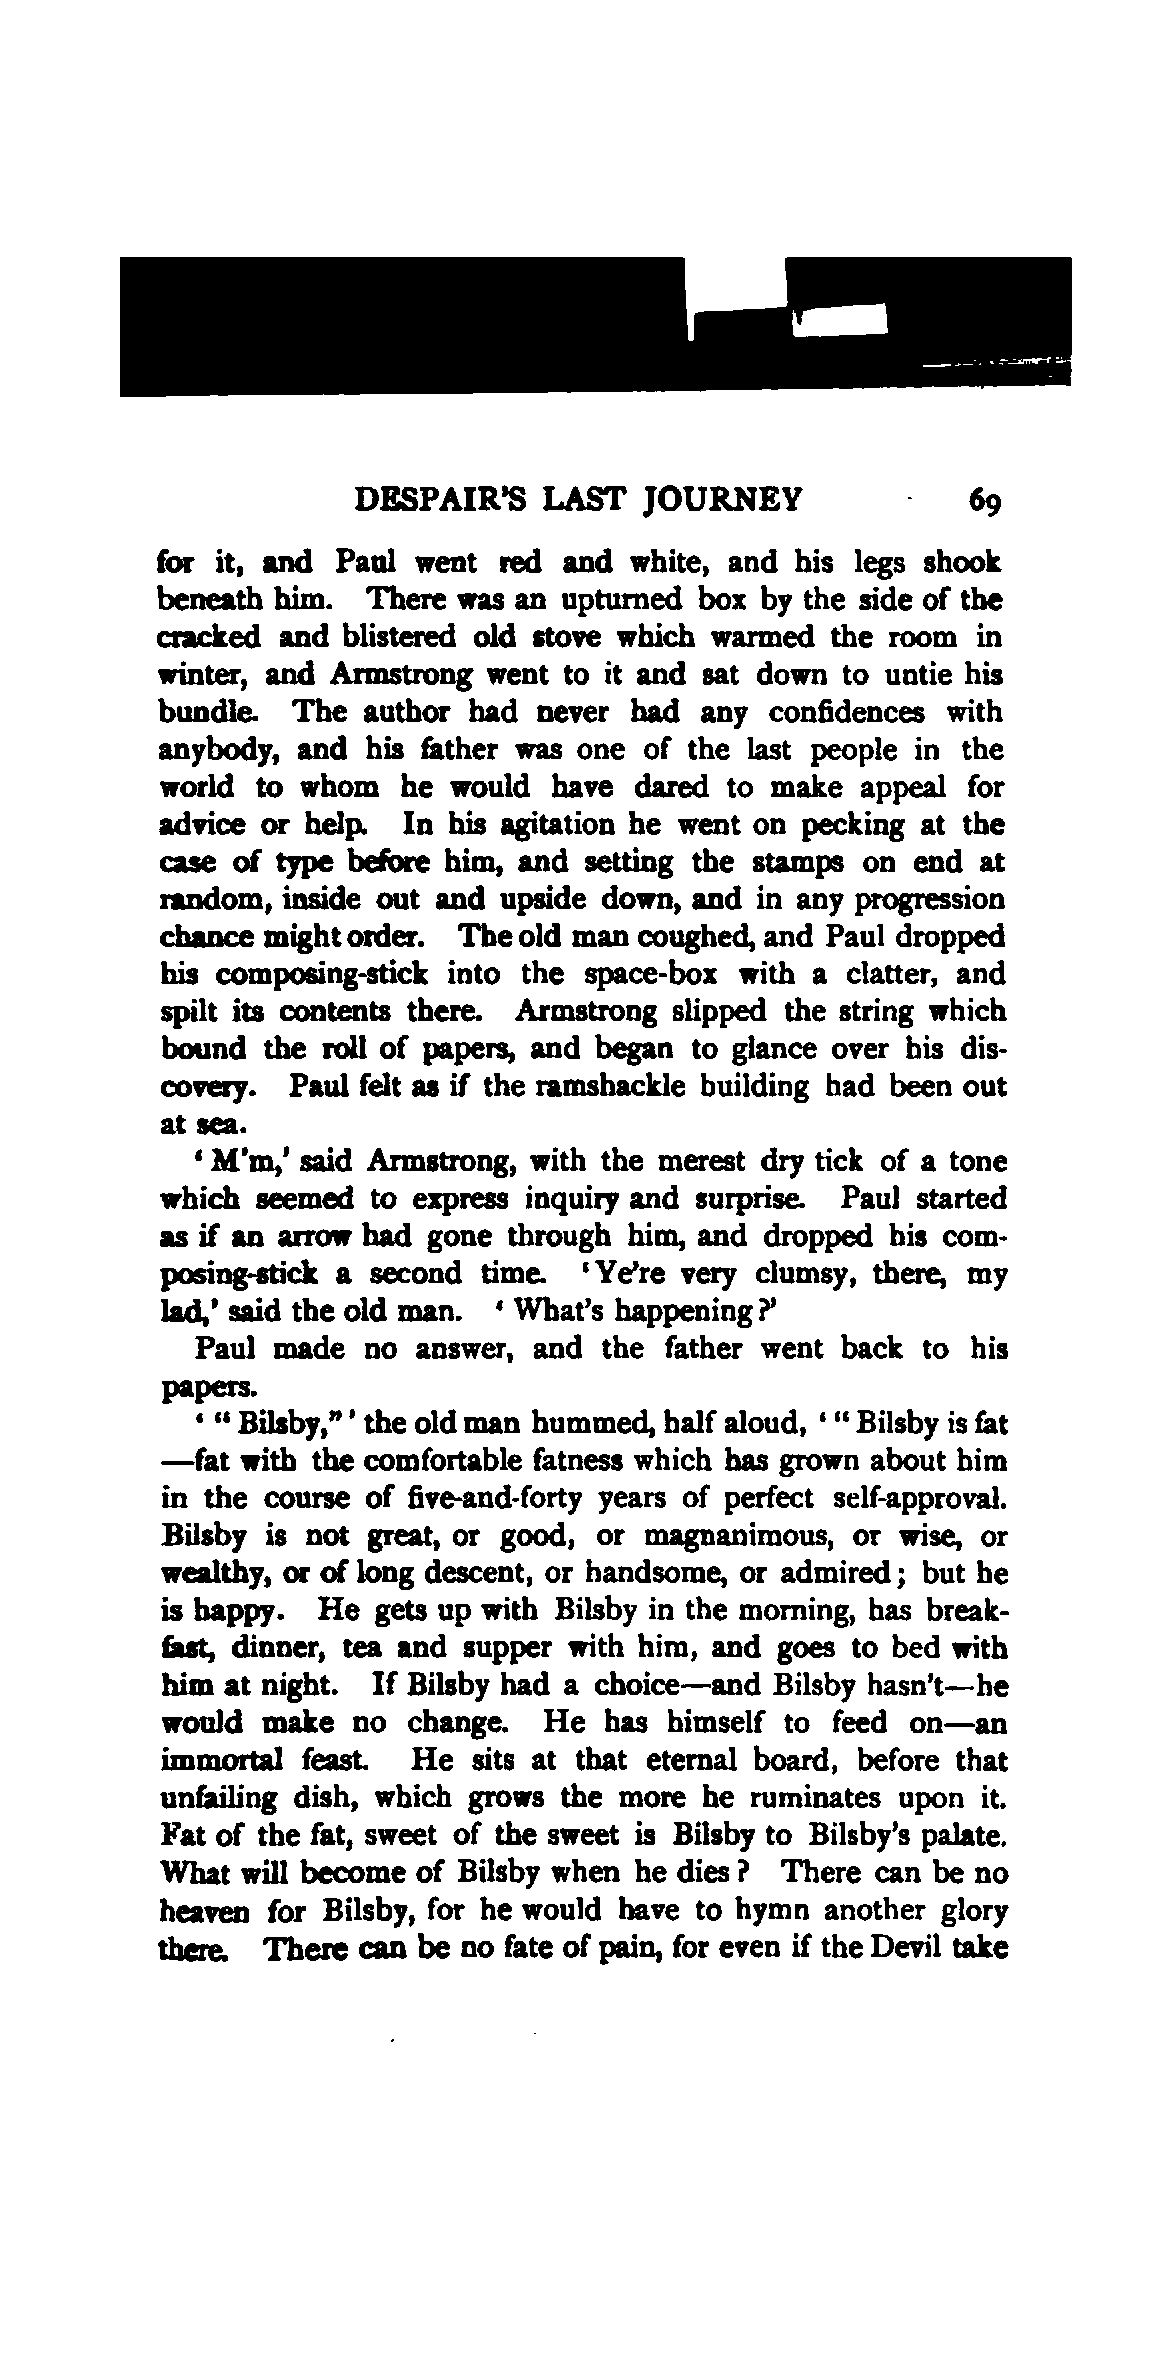 DESPAIR'S LAST JOURNEY 69
for it, and Paul went red and white, and his legs shook
beneath him. There was an upturned box by the side of the
cracked and blistered old stove which warmed the room in
winter, and Armstrong went to it and sat down to untie his
bundle. The author had never had any confidences with
anybody, and his father was one of the last people in the
world to whom he would have dared to make appeal for
advice or help. In his agitation he went on pecking at the
case of type before him, and setting the stamps on end at
random, inside out and upside down, and in any progression
chance might order. The old man coughed, and Paul dropped
his composing-stick into the space-box with a clatter, and
spilt its contents there. Armstrong slipped the string which
bound the roll of papers, and began to glance over his dis-
covery. Paul felt as if the ramshackle building had been out
at sea.
'M'm,' said Armstrong, with the merest dry tick of a tone
which seemed to express inquiry and surprise. Paul started
as if an arrow had gone through him, and dropped his com-
posing-stick a second time. 'Ye're very clumsy, there, my
lad,' said the old man. 'What's happening?'
Paul made no answer, and the father went back to his
papers.
'"Bilsby,"' the old man hummed, half aloud, '"Bilsby is fat
—fat with the comfortable fatness which has grown about him
in the course of five-and-forty years of perfect self-approval.
Bilsby is not great, or good, or magnanimous, or wise, or
wealthy, or of long descent, or handsome, or admired; but he
is happy. He gets up with Bilsby in the morning, has break-
fast, dinner, tea and supper with him, and goes to bed with
him at night. If Bilsby had a choice—and Bilsby hasn't—he
would make no change. He has himself to feed on—an
immortal feast. He sits at that eternal board, before that
unfailing dish, which grows the more he ruminates upon it.
Fat of the fat, sweet of the sweet is Bilsby to Bilsby's palate.
What will become of Bilsby when he dies? There can be no
heaven for Bilsby, for he would have to hymn another glory
there. There can be no fate of pain, for even if the Devil take